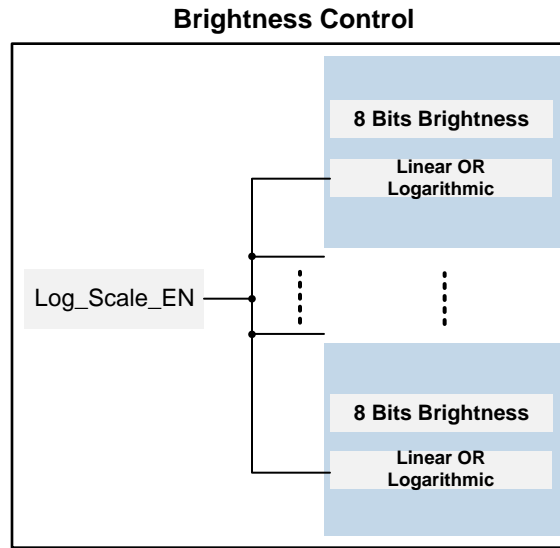 Brightness Control
8 Bits Brightness
Linear OR
Logarithmic
Log_Scale_EN
8 Bits Brightness
Linear OR
Logarithmic